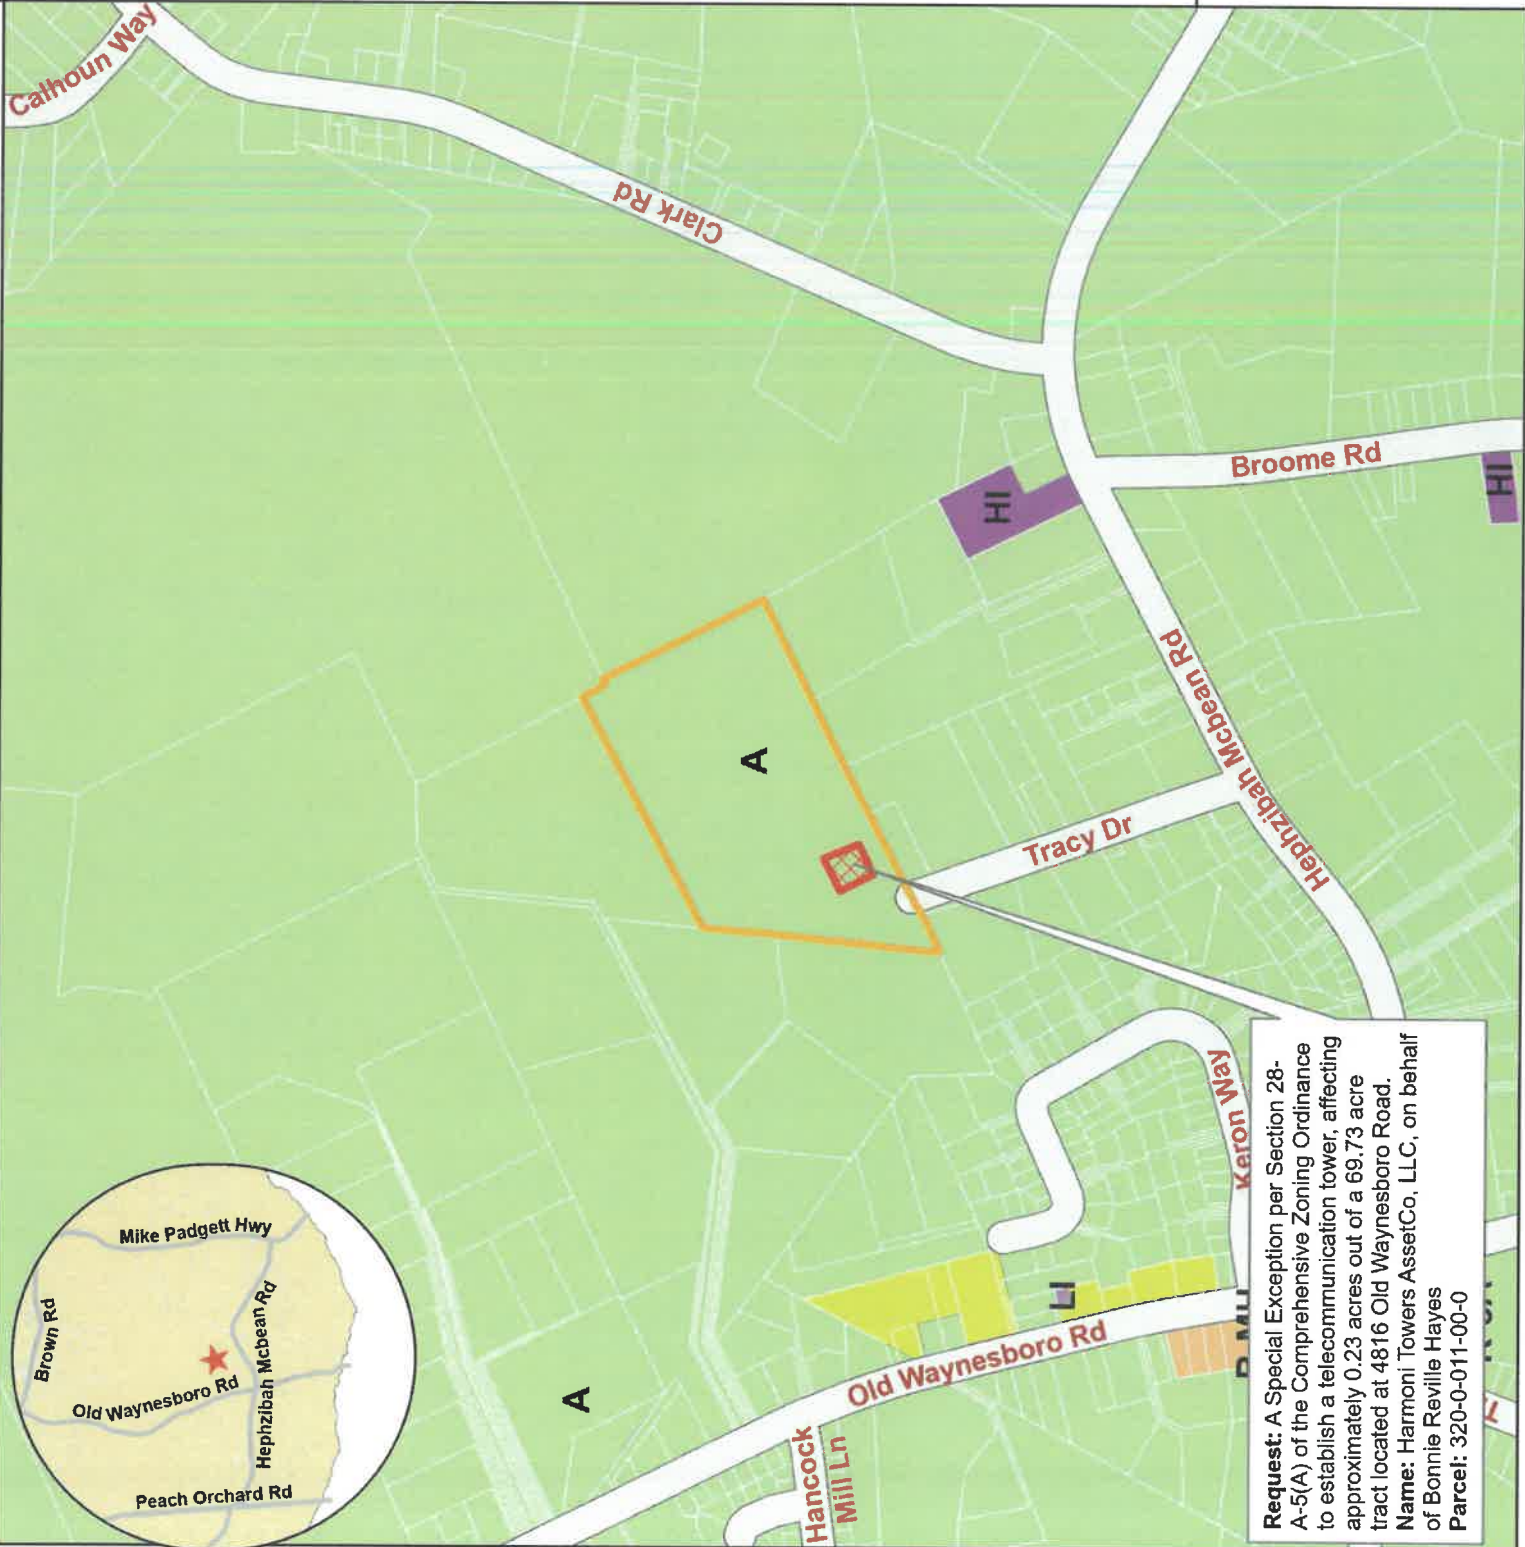 Calhoun Way
Clark Rd
HI
Broome Rd
HI
Hephzibah Mcbean Rd
A
Tracy Dr
Keron Way
Mike Padgett Hwy
Brown Rd
Old Waynesboro Rd
Hephzibah Mcbean Rd
Peach Orchard Rd
A
LI
Old Waynesboro Rd
Hancock
Mill Ln
Request: A Special Exception per Section 28-
A-5(A) of the Comprehensive Zoning Ordinance
to establish a telecommunication tower, affecting
approximately 0.23 acres out of a 69.73 acre
tract located at 4816 Old Waynesboro Road.
Name: Harmoni Towers AssetCo, LLC, on behalf
of Bonnie Reville Hayes
Parcel: 320-0-011-00-0